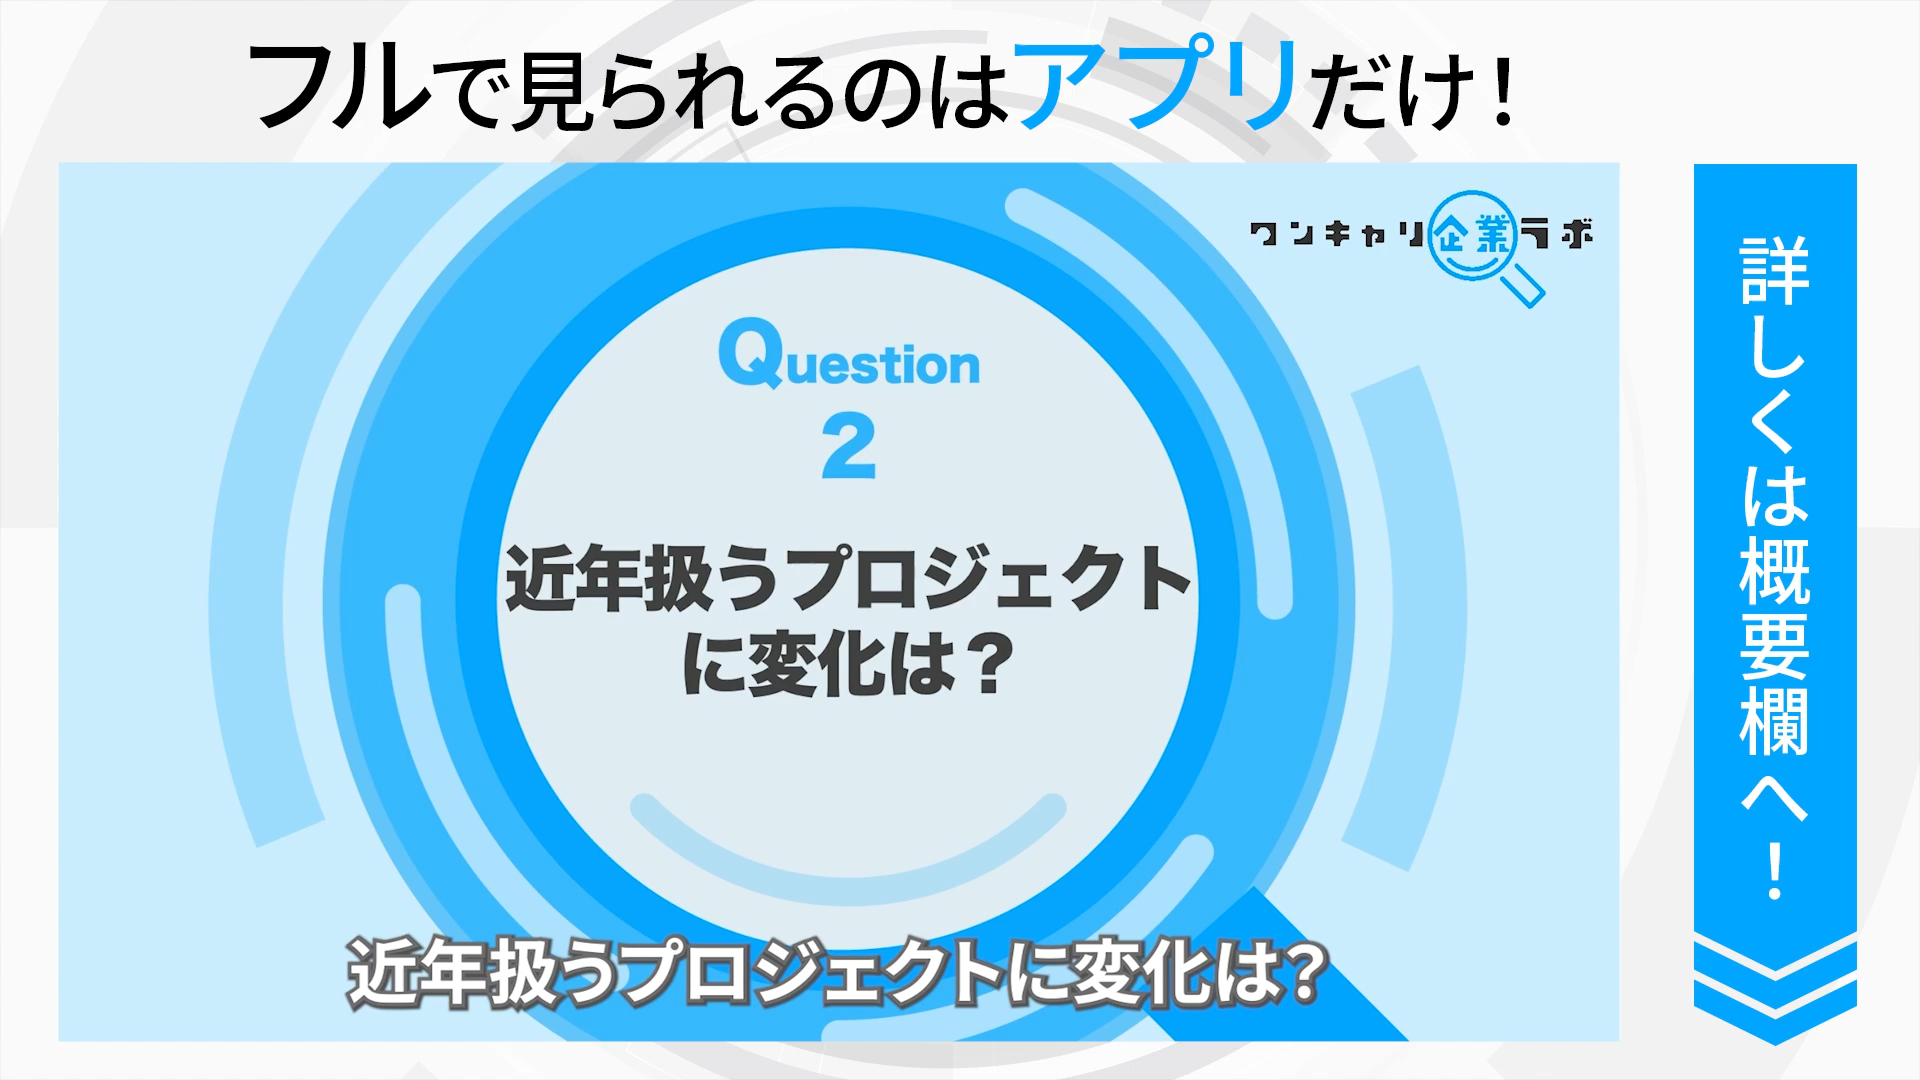 フルで見られるのはアプリだけ！
ワンキャリ企業ラボ
Question
2
近年扱うプロジェクト
に変化は？
近年扱うプロジェクトに変化は？
詳しくは概要欄へ！